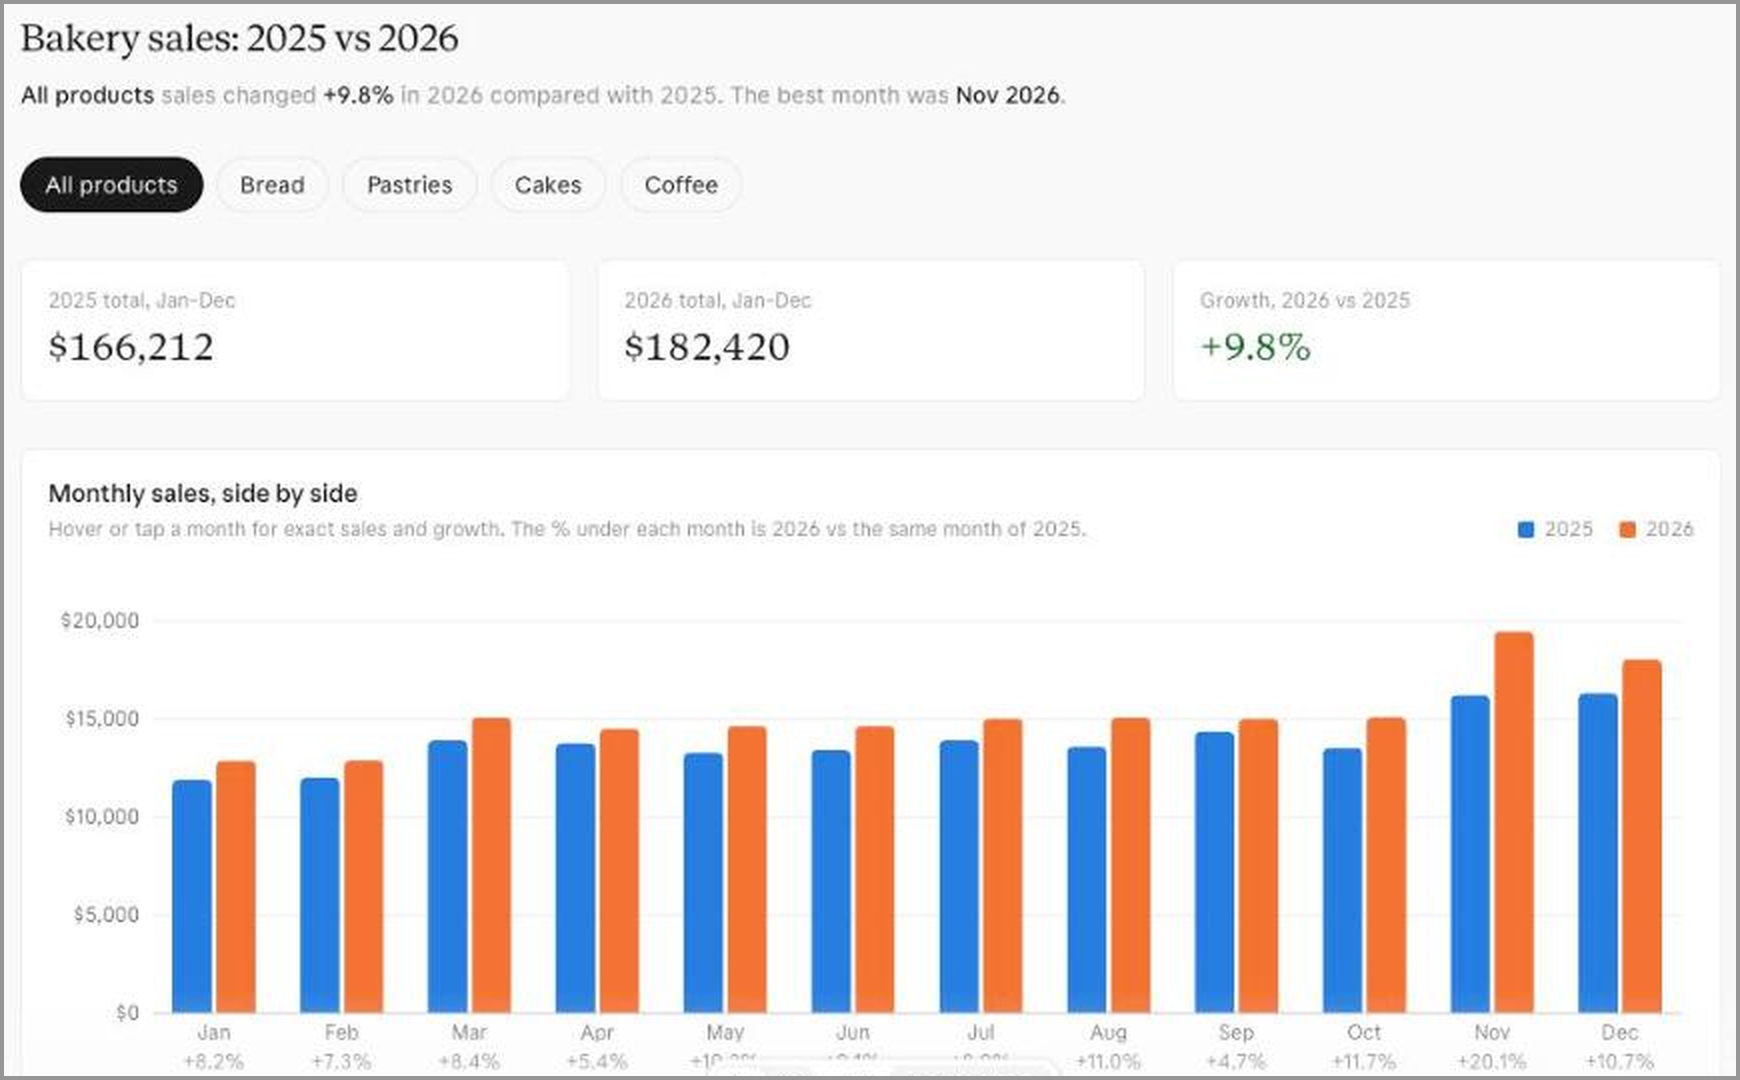 Bakery sales: 2025 vs 2026
All products sales changed +9.8% in 2026 compared with 2025. The best month was Nov 2026.
All products Bread Pastries Cakes Coffee
2025 total, Jan-Dec 2026 total, Jan-Dec Growth, 2026 vs 2025
$166,212 $182,420 +9.8%
Monthly sales, side by side
Hover or tap a month for exact sales and growth. The % under each month is 2026 vs the same month of 2025.
2025 2026
$20,000
$15,000
$10,000
$5,000
$0
Jan Feb Mar Apr May Jun Jul Aug Sep Oct Nov Dec
+8.2% +7.3% +8.4% +5.4% +11.0% +4.7% +11.7% +20.1% +10.7%